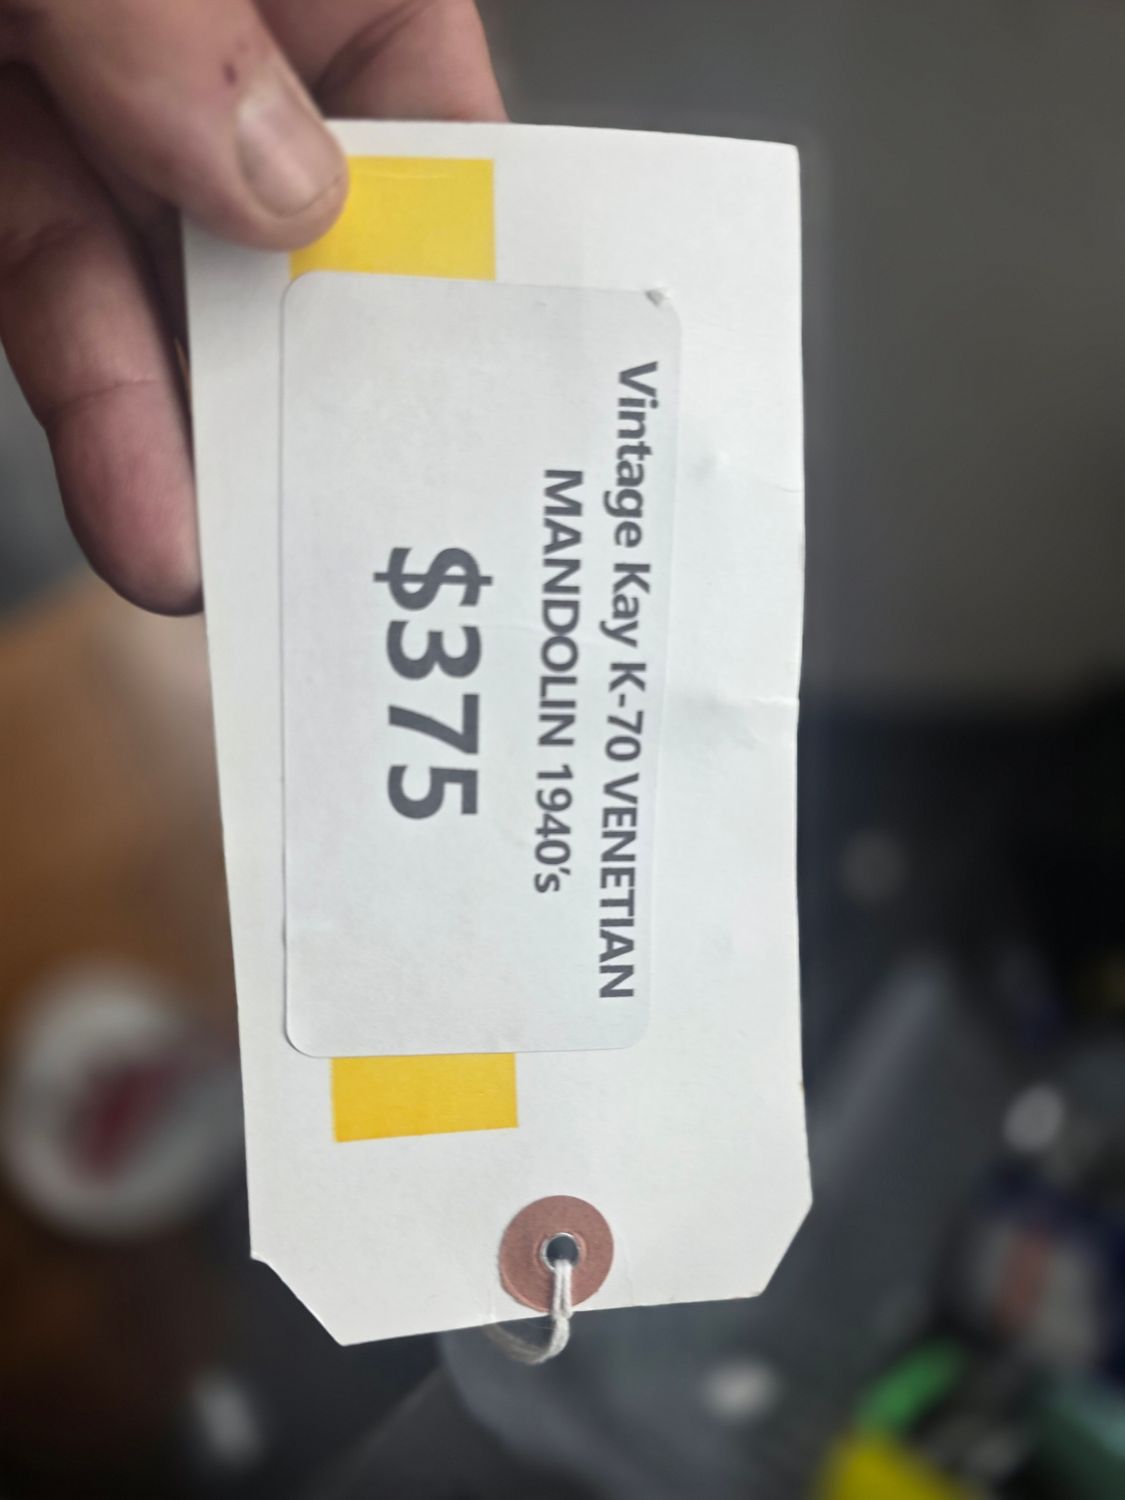 Vintage Kay K-70 VENETIAN
MANDOLIN 1940's
$375